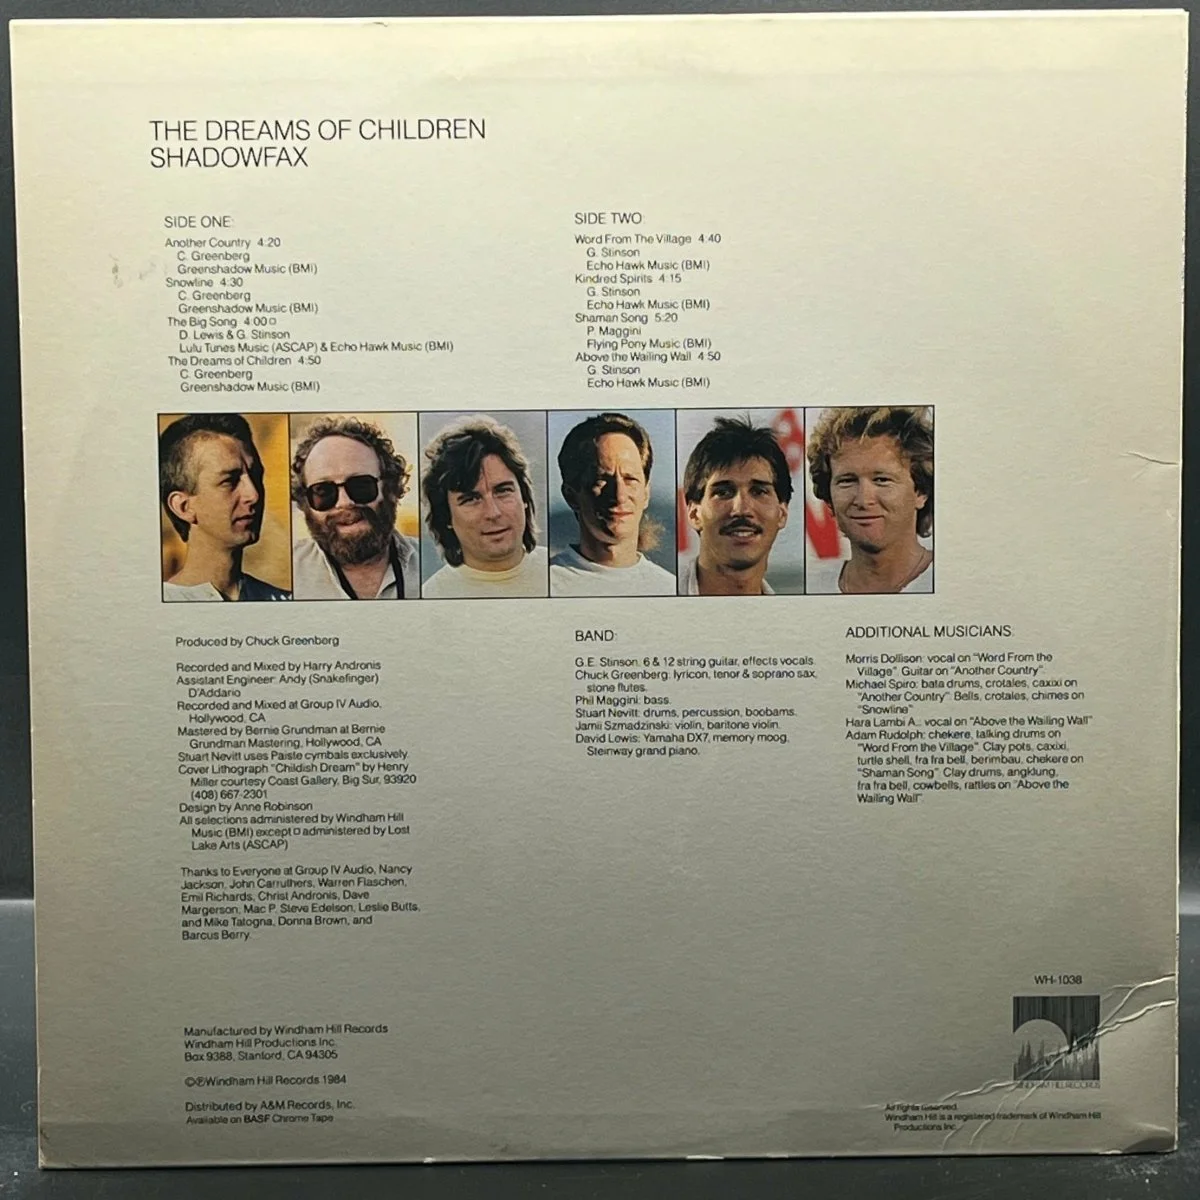 THE DREAMS OF CHILDREN
SHADOWFAX
SIDE ONE:
Another Country 4:20
C. Greenberg
Greenshadow Music (BMI)
Snowline 4:30
C. Greenberg
Greenshadow Music (BMI)
The Big Song 4:00□
D. Lewis & G. Stinson
Lulu Tunes Music (ASCAP) & Echo Hawk Music (BMI)
The Dreams of Children 4:50
C. Greenberg
Greenshadow Music (BMI)
SIDE TWO:
Word From The Village 4:40
G. Stinson
Echo Hawk Music (BMI)
Kindred Spirits 4:15
G. Stinson
Echo Hawk Music (BMI)
Shaman Song 5:20
P. Maggini
Flying Pony Music (BMI)
Above the Wailing Wall 4:50
G. Stinson
Echo Hawk Music (BMI)
Produced by Chuck Greenberg
Recorded and Mixed by Harry Andronis
Assistant Engineer: Andy (Snakefinger)
D'Addario
Recorded and Mixed at Group IV Audio,
Hollywood, CA
Mastered by Bernie Grundman at Bernie
Grundman Mastering, Hollywood, CA
Stuart Nevitt uses Paiste cymbals exclusively.
Cover Lithograph "Childish Dream" by Henry
Miller courtesy Coast Gallery, Big Sur, 93920
(408) 667-2301
Design by Anne Robinson
All selections administered by Windham Hill
Music (BMI) except □ administered by Lost
Lake Arts (ASCAP)
Thanks to Everyone at Group IV Audio, Nancy
Jackson, John Carruthers, Warren Flaschen,
Emil Richards, Christ Andronis, Dave
Margerson, Mac P. Steve Edelson, Leslie Butts,
and Mike Tatogna, Donna Brown, and
Barcus Berry.
BAND:
G.E. Stinson: 6 & 12 string guitar, effects vocals.
Chuck Greenberg: lyricon, tenor & soprano sax,
stone flutes.
Phil Maggini: bass.
Stuart Nevitt: drums, percussion, boobams.
Jamii Szmadzinski: violin, baritone violin.
David Lewis: Yamaha DX7, memory moog,
Steinway grand piano.
ADDITIONAL MUSICIANS:
Morris Dollison: vocal on "Word From the
Village". Guitar on "Another Country".
Michael Spiro: bata drums, crotales, caxixi on
"Another Country". Bells, crotales, chimes on
"Snowline"
Hara Lambi A.: vocal on "Above the Wailing Wall"
Adam Rudolph: chekere, talking drums on
"Word From the Village". Clay pots, caxixi,
turtle shell, fra fra bell, berimbau, chekere on
"Shaman Song". Clay drums, angklung,
fra fra bell, cowbells, rattles on "Above the
Wailing Wall".
Manufactured by Windham Hill Records
Windham Hill Productions Inc.
Box 9388, Stanford, CA 94305
©℗Windham Hill Records 1984
Distributed by A&M Records, Inc.
Available on BASF Chrome Tape
WH-1038
WINDHAM HILL RECORDS
All rights reserved.
Windham Hill is a registered trademark of Windham Hill
Productions Inc.